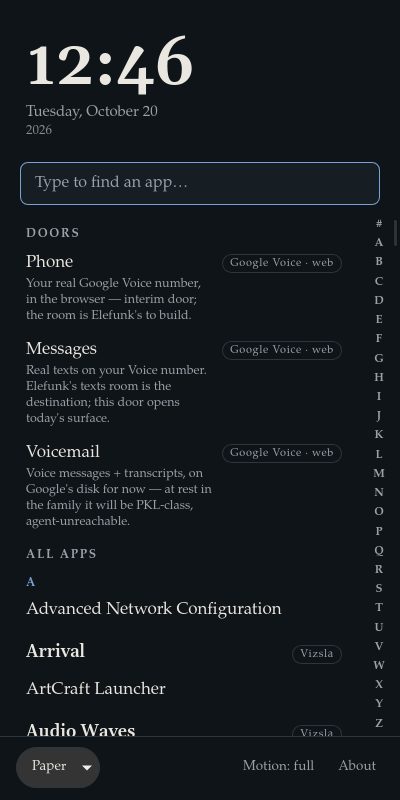 12:46
Tuesday, October 20
2026
Type to find an app…
DOORS
Phone
Google Voice · web
Your real Google Voice number,
in the browser — interim door;
the room is Elefunk's to build.
Messages
Google Voice · web
Real texts on your Voice number.
Elefunk's texts room is the
destination; this door opens
today's surface.
Voicemail
Google Voice · web
Voice messages + transcripts, on
Google's disk for now — at rest in
the family it will be PKL-class,
agent-unreachable.
ALL APPS
A
Advanced Network Configuration
Arrival
Vizsla
ArtCraft Launcher
Audio Waves
Vizsla
#
A
B
C
D
E
F
G
H
I
J
K
L
M
N
O
P
Q
R
S
T
U
V
W
X
Y
Z
Paper
Motion: full
About